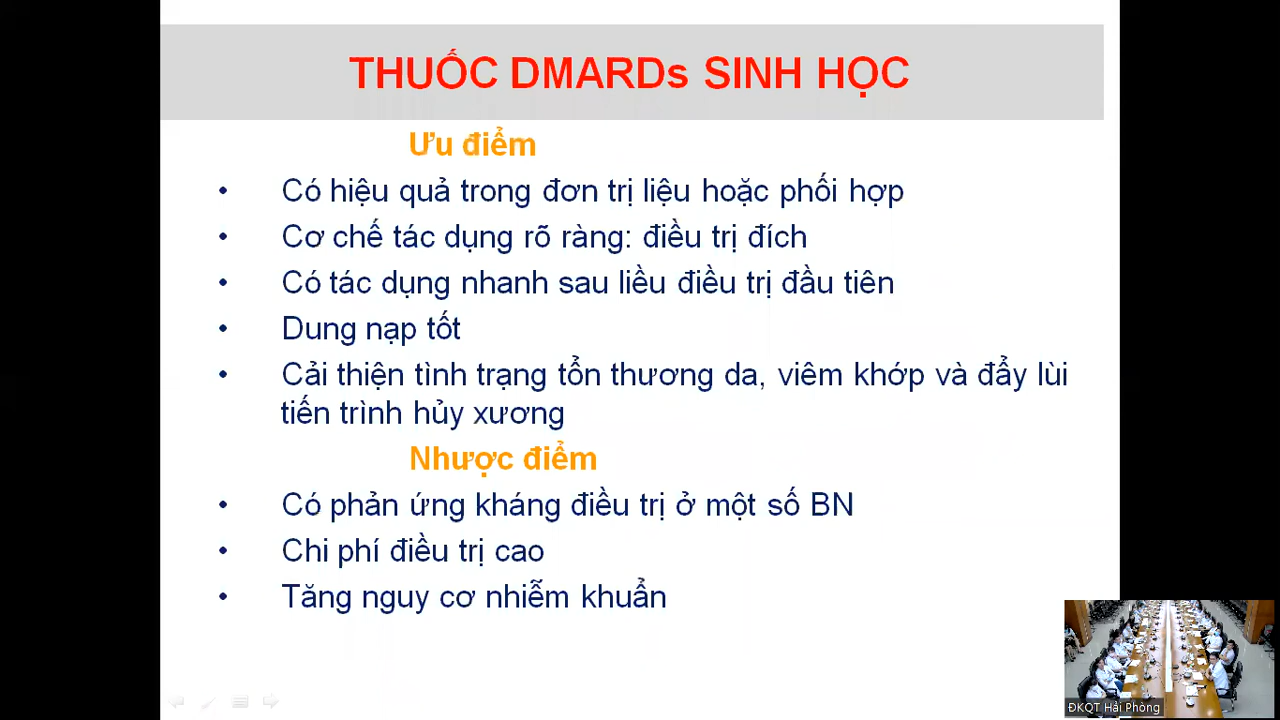 THUỐC DMARDs SINH HỌC
Ưu điểm
• Có hiệu quả trong đơn trị liệu hoặc phối hợp
• Cơ chế tác dụng rõ ràng: điều trị đích
• Có tác dụng nhanh sau liều điều trị đầu tiên
• Dung nạp tốt
• Cải thiện tình trạng tổn thương da, viêm khớp và đẩy lùi
tiến trình hủy xương
Nhược điểm
• Có phản ứng kháng điều trị ở một số BN
• Chi phí điều trị cao
• Tăng nguy cơ nhiễm khuẩn
ĐKQT Hải Phòng